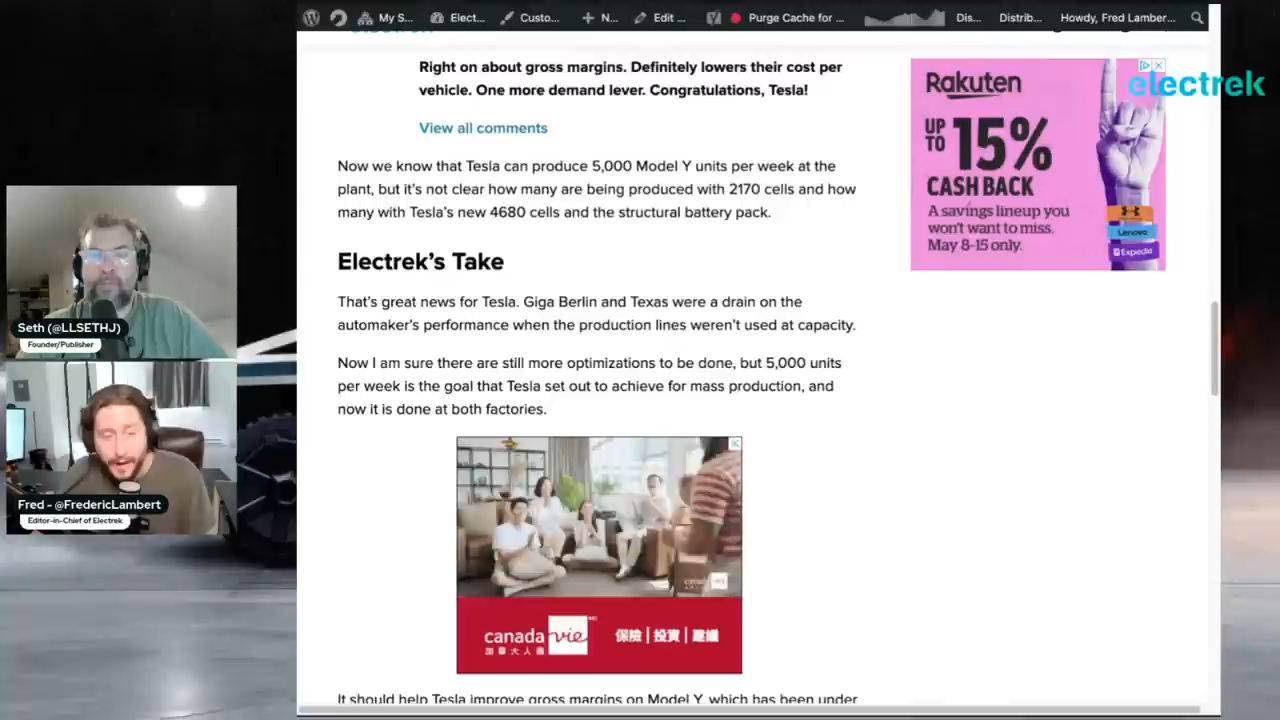 My S...
Elect...
Custo...
N...
Edit ...
Purge Cache for ...
Dis...
Distrib...
Howdy, Fred Lamber...
electrek
Right on about gross margins. Definitely lowers their cost per
vehicle. One more demand lever. Congratulations, Tesla!
View all comments
Now we know that Tesla can produce 5,000 Model Y units per week at the
plant, but it's not clear how many are being produced with 2170 cells and how
many with Tesla's new 4680 cells and the structural battery pack.
Electrek's Take
That's great news for Tesla. Giga Berlin and Texas were a drain on the
automaker's performance when the production lines weren't used at capacity.
Now I am sure there are still more optimizations to be done, but 5,000 units
per week is the goal that Tesla set out to achieve for mass production, and
now it is done at both factories.
canada vie MC
加拿大人壽
保險 | 投資 | 建議
It should help Tesla improve gross margins on Model Y, which has been under
Rakuten
UP
TO
15%
CASH BACK
A savings lineup you
won't want to miss.
May 8-15 only.
Lenovo
Expedia
Seth (@LLSETHJ)
Founder/Publisher
Fred - @FredericLambert
Editor-in-Chief of Electrek